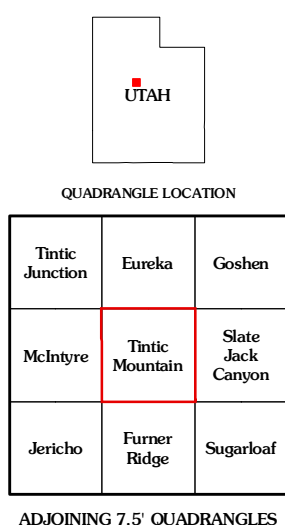 UTAH
QUADRANGLE LOCATION
Tintic
Junction
Eureka
Goshen
McIntyre
Tintic
Mountain
Slate
Jack
Canyon
Jericho
Furner
Ridge
Sugarloaf
ADJOINING 7.5' QUADRANGLES